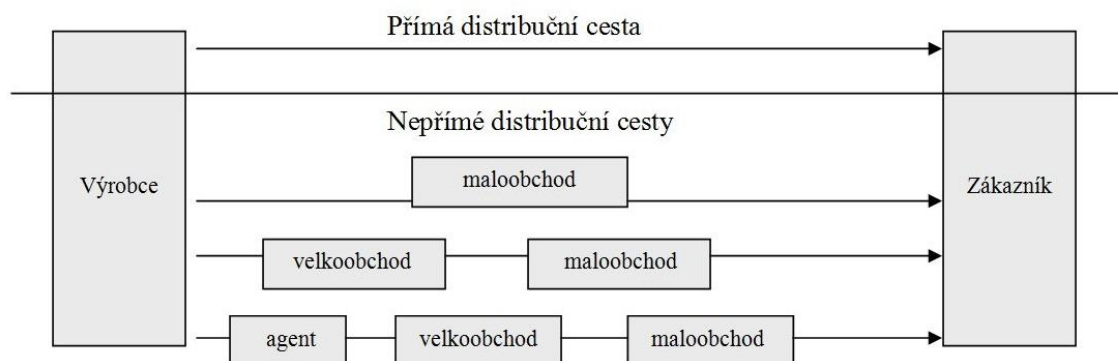 Přímá distribuční cesta
Nepřímé distribuční cesty
Výrobce
maloobchod
Zákazník
velkoobchod
maloobchod
agent
velkoobchod
maloobchod